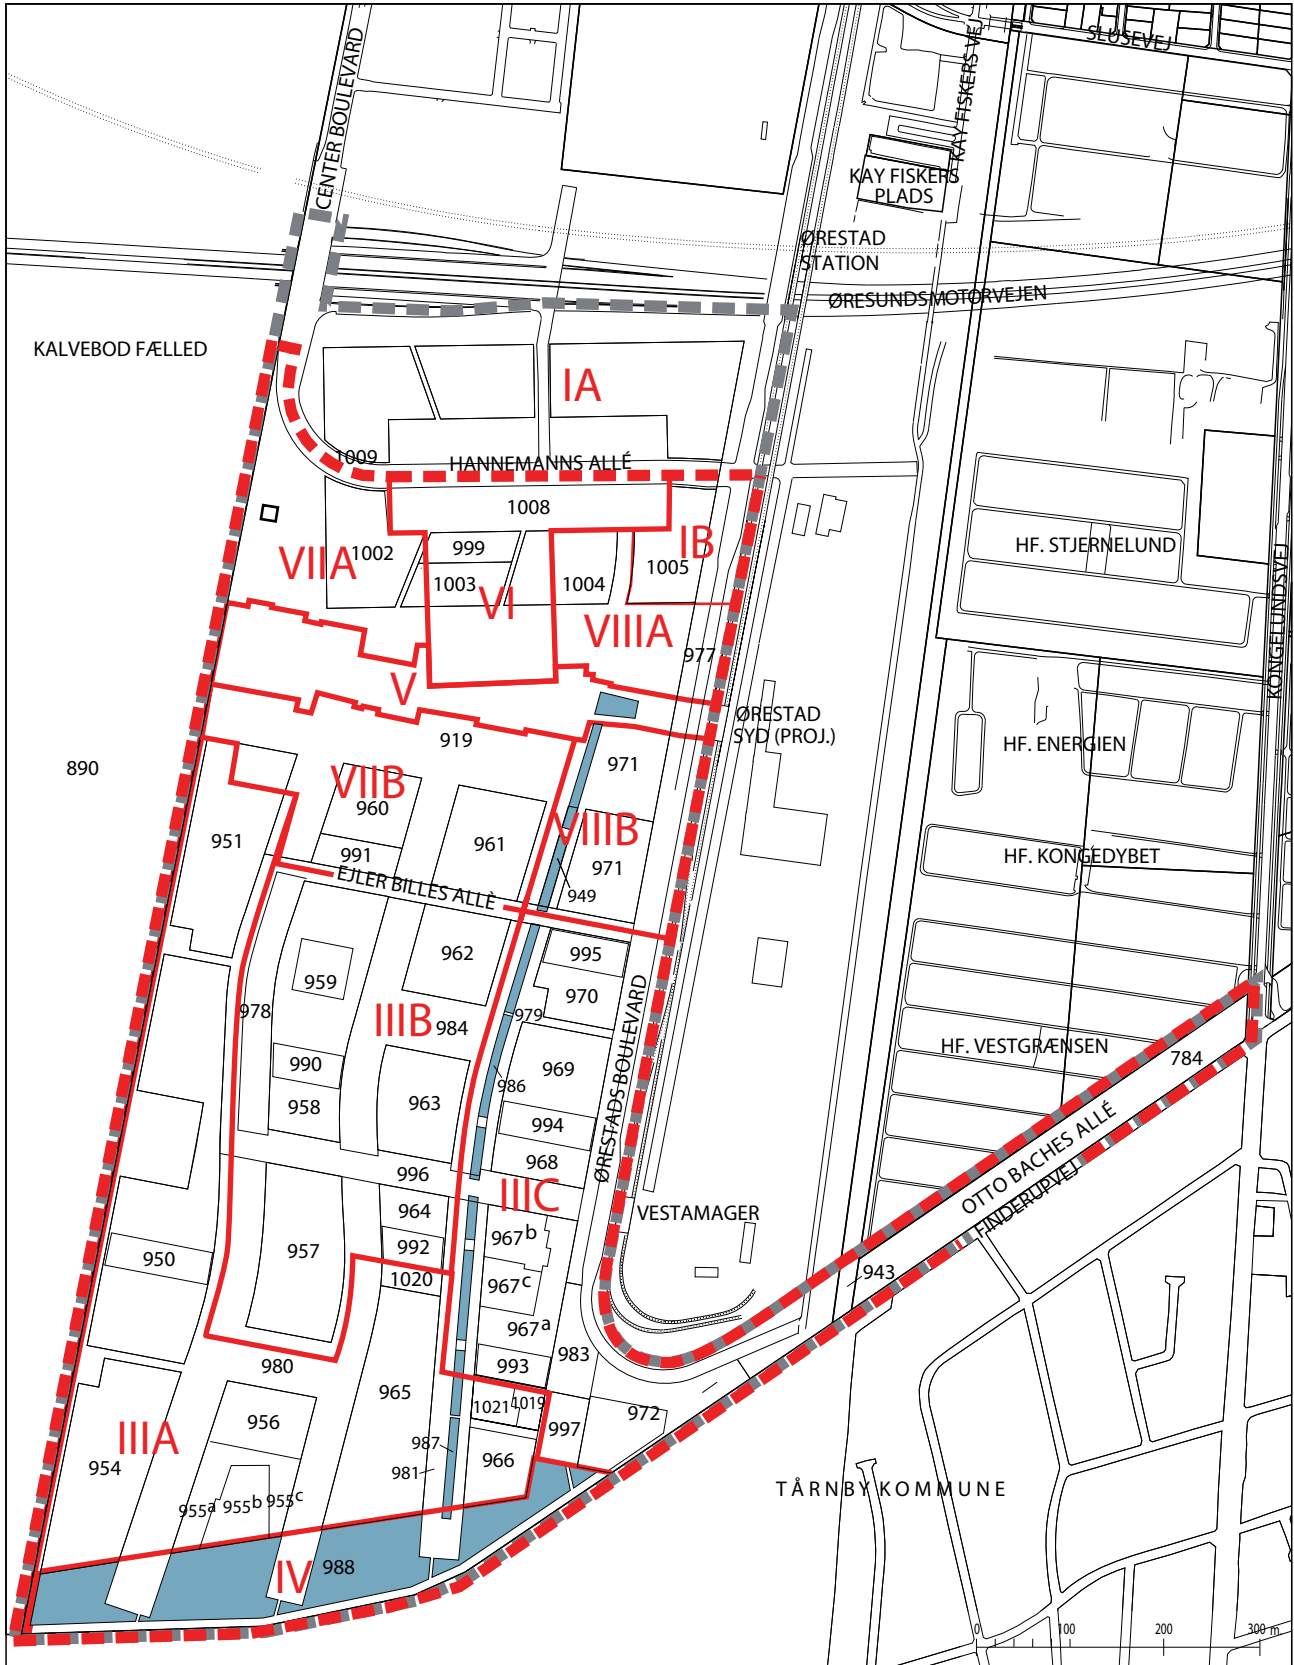 SLUSEVEJ
CENTER BOULEVARD
KAY FISKERS VEJ
KAY FISKERS
PLADS
ØRESTAD
STATION
ØRESUNDSMOTORVEJEN
KALVEBOD FÆLLED
IA
1009
HANNEMANNS ALLÉ
1008
IB
HF. STJERNELUND
VIIA
1002
999
1003
VI
1004
1005
KONGELUNDSVEJ
VIIIA
977
V
ØRESTAD
SYD (PROJ.)
919
HF. ENERGIEN
890
971
VIIB
960
VIIIB
951
961
991
971
HF. KONGEDYBET
EJLER BILLES ALLÈ
949
995
962
959
970
978
IIIB
984
979
HF. VESTGRÆNSEN
784
990
986
969
958
963
994
ØRESTADS BOULEVARD
968
996
IIIC
OTTO BACHES ALLÉ
FINDERUPVEJ
964
967b
VESTAMAGER
957
992
950
1020
967c
943
967a
993
983
980
965
1021
1019
972
956
997
IIIA
987
966
954
981
TÅRNBY KOMMUNE
955a
955b
955c
IV
988
0
100
200
300 m